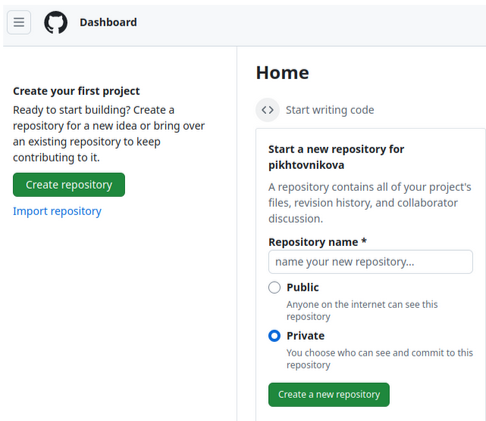 Dashboard
Create your first project
Ready to start building? Create a
repository for a new idea or bring over
an existing repository to keep
contributing to it.
Create repository
Import repository
Home
Start writing code
Start a new repository for
pikhtovnikova
A repository contains all of your project's
files, revision history, and collaborator
discussion.
Repository name *
name your new repository...
Public
Anyone on the internet can see this
repository
Private
You choose who can see and commit to this
repository
Create a new repository